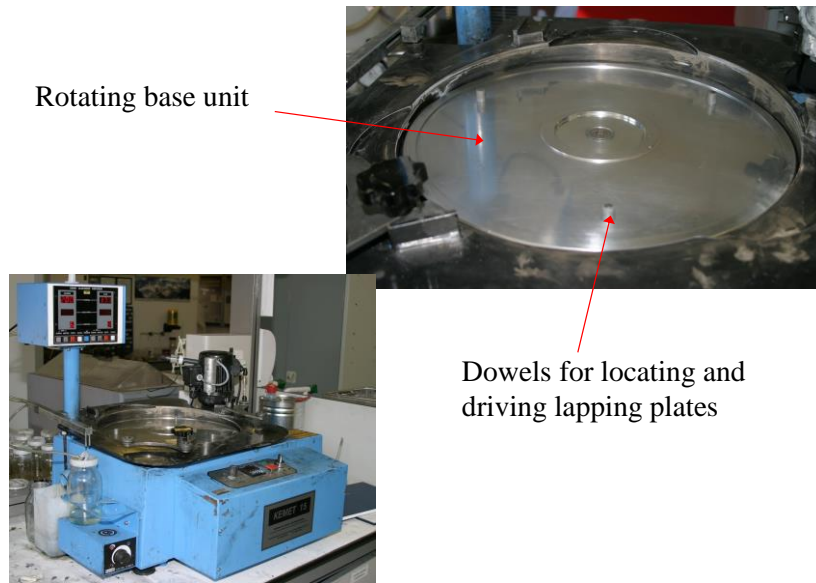 Rotating base unit
Dowels for locating and
driving lapping plates
KEMET 15